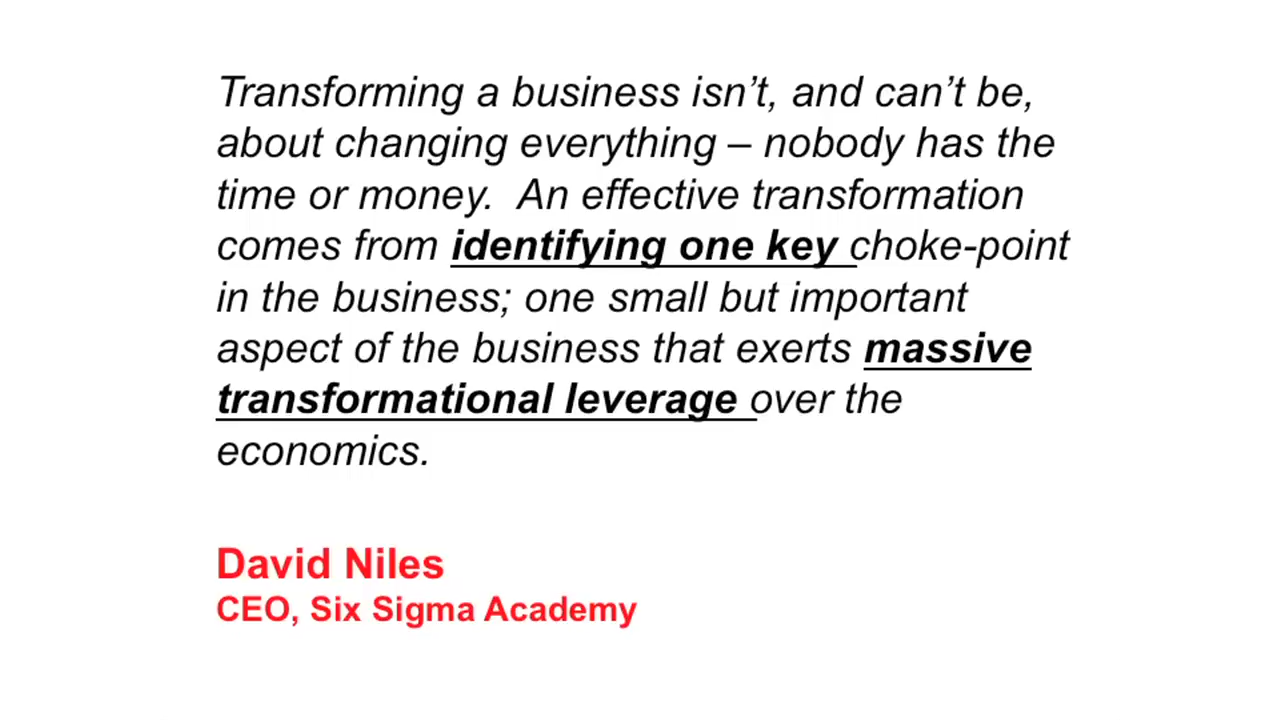 Transforming a business isn’t, and can’t be,
about changing everything – nobody has the
time or money.  An effective transformation
comes from identifying one key choke-point
in the business; one small but important
aspect of the business that exerts massive
transformational leverage over the
economics.
David Niles
CEO, Six Sigma Academy